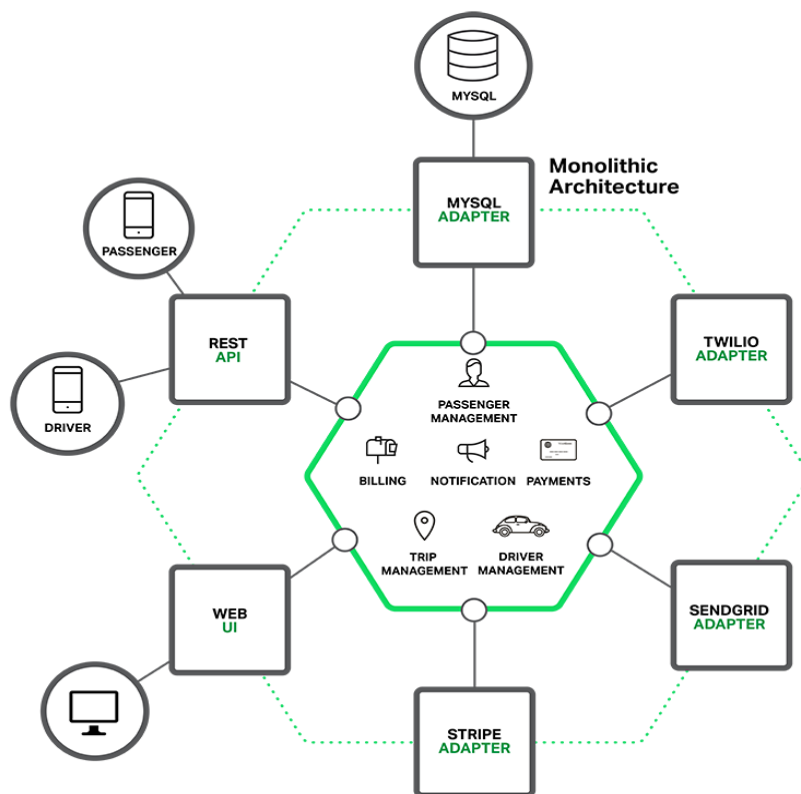 MYSQL
Monolithic
Architecture
MYSQL
ADAPTER
PASSENGER
REST
API
TWILIO
ADAPTER
DRIVER
PASSENGER
MANAGEMENT
BILLING
NOTIFICATION
PAYMENTS
TRIP
MANAGEMENT
DRIVER
MANAGEMENT
WEB
UI
SENDGRID
ADAPTER
STRIPE
ADAPTER